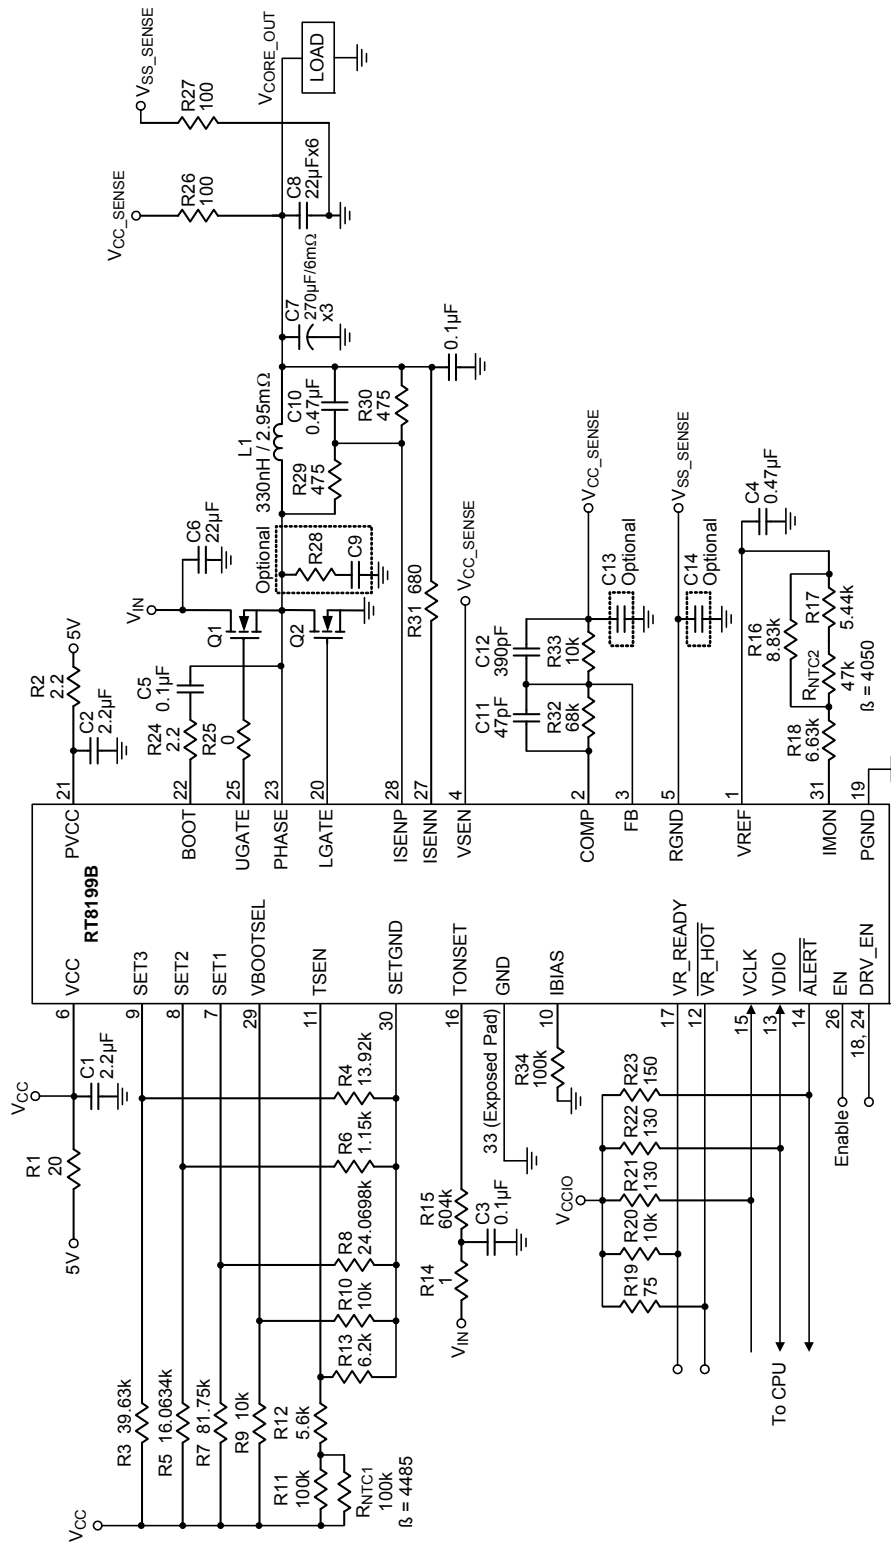 RT8199B
VCC
6
SET3
9
SET2
8
SET1
7
VBOOTSEL
29
TSEN
11
SETGND
30
TONSET
16
GND
33 (Exposed Pad)
IBIAS
10
VR_READY
17
VR_HOT
12
VCLK
15
VDIO
13
ALERT
14
EN
26
DRV_EN
18, 24
PVCC
21
BOOT
22
UGATE
25
PHASE
23
LGATE
20
ISENP
28
ISENN
27
VSEN
4
COMP
2
FB
3
RGND
5
VREF
1
IMON
31
PGND
19
5V
R1
20
VCC
C1
2.2µF
VCC
R3 39.63k
R5 16.0634k
R7 81.75k
R9 10k
R11
100k
R12
5.6k
RNTC1
100k
ß = 4485
R13
6.2k
R10
10k
R8
24.0698k
R6
1.15k
R4
13.92k
VIN
R14
1
R15
604k
C3
0.1µF
R34
100k
VCCIO
R19
75
R20
10k
R21
130
R22
130
R23
150
To CPU
Enable
R2
2.2
5V
C2
2.2µF
R24
2.2
C5
0.1µF
R25
0
VIN
C6
22µF
Q1
Q2
Optional
R28
C9
L1
330nH / 2.95mΩ
R29
475
C10
0.47µF
R30
475
R31 680
0.1µF
C7
270µF/6mΩ
x3
C8
22µFx6
VCC_SENSE
R26
100
VSS_SENSE
R27
100
VCORE_OUT
LOAD
VCC_SENSE
C11
47pF
C12
390pF
R32
68k
R33
10k
VCC_SENSE
C13
Optional
VSS_SENSE
C14
Optional
C4
0.47µF
R16
8.83k
R17
5.44k
RNTC2
47k
ß = 4050
R18
6.63k